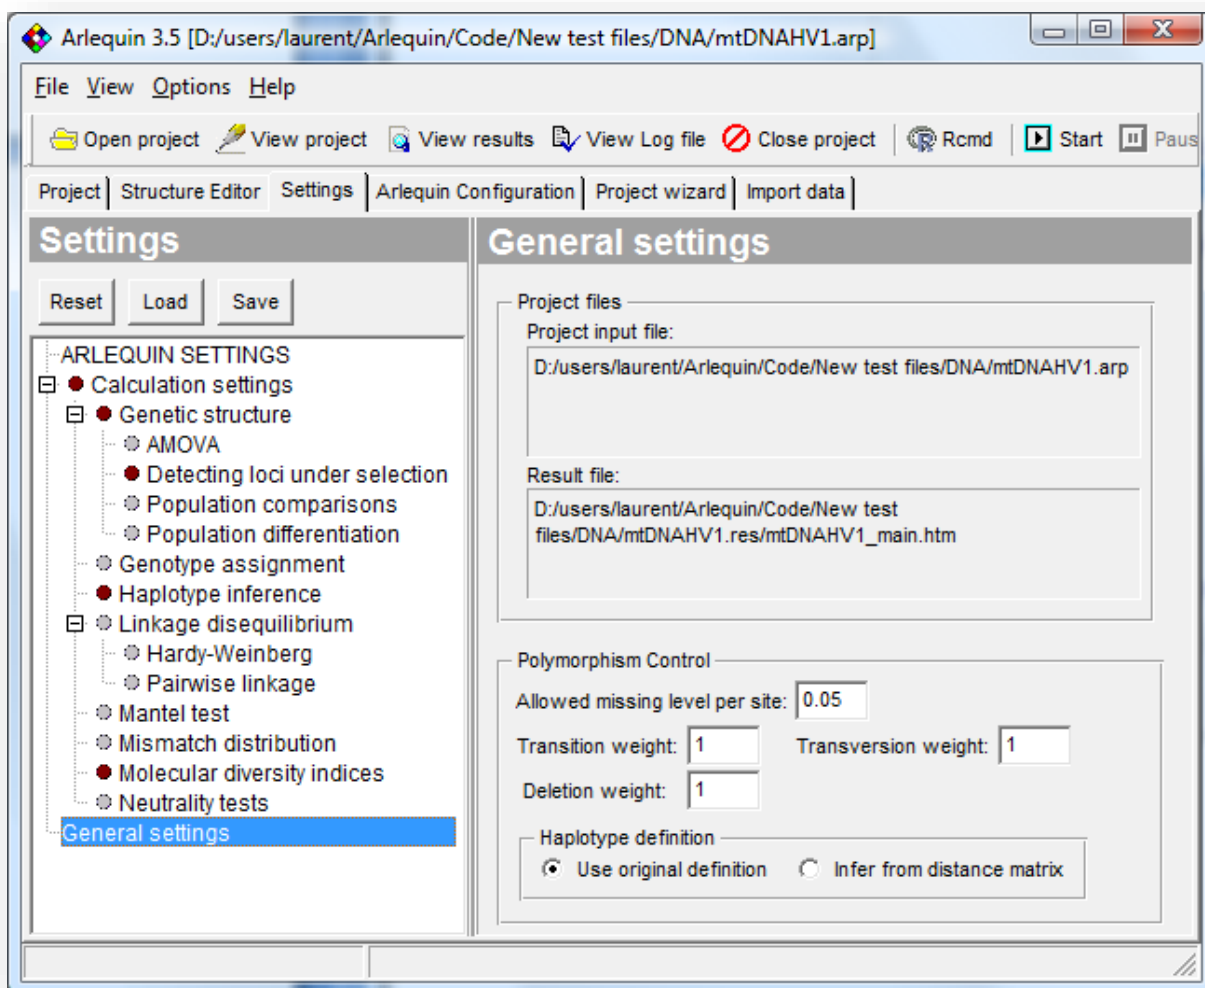 Arlequin 3.5 [D:/users/laurent/Arlequin/Code/New test files/DNA/mtDNAHV1.arp]
File View Options Help
Open project View project View results View Log file Close project Rcmd Start Paus
Project Structure Editor Settings Arlequin Configuration Project wizard Import data
Settings
Reset Load Save
ARLEQUIN SETTINGS
Calculation settings
Genetic structure
AMOVA
Detecting loci under selection
Population comparisons
Population differentiation
Genotype assignment
Haplotype inference
Linkage disequilibrium
Hardy-Weinberg
Pairwise linkage
Mantel test
Mismatch distribution
Molecular diversity indices
Neutrality tests
General settings
General settings
Project files
Project input file:
D:/users/laurent/Arlequin/Code/New test files/DNA/mtDNAHV1.arp
Result file:
D:/users/laurent/Arlequin/Code/New test
files/DNA/mtDNAHV1.res/mtDNAHV1_main.htm
Polymorphism Control
Allowed missing level per site: 0.05
Transition weight: 1 Transversion weight: 1
Deletion weight: 1
Haplotype definition
Use original definition Infer from distance matrix